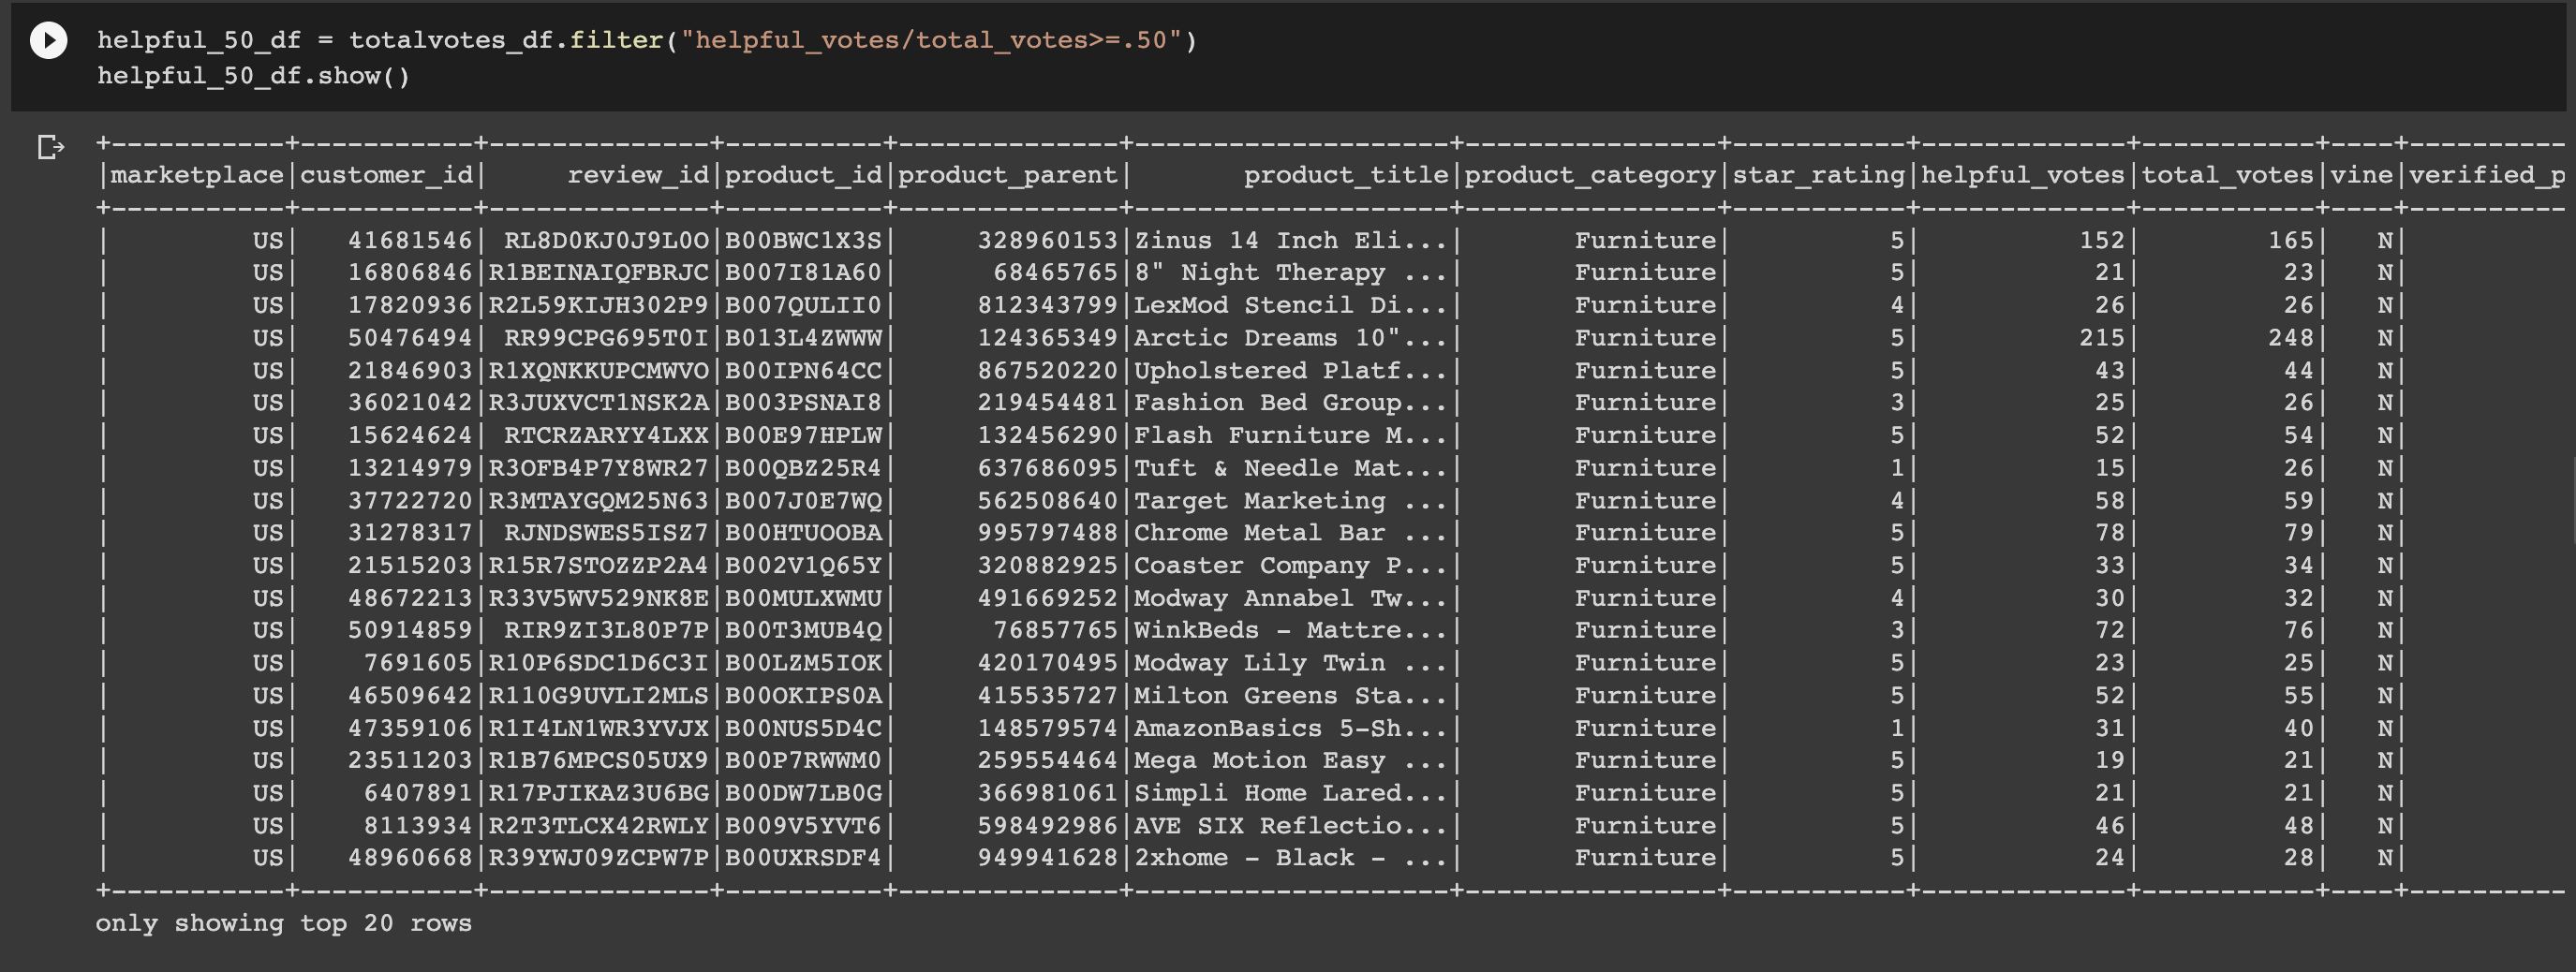 helpful_50_df = totalvotes_df.filter("helpful_votes/total_votes>=.50")
helpful_50_df.show()
+-----------+-----------+--------------+----------+--------------+--------------------+----------------+-----------+-------------+-----------+----+----------
|marketplace|customer_id|     review_id|product_id|product_parent|       product_title|product_category|star_rating|helpful_votes|total_votes|vine|verified_p
+-----------+-----------+--------------+----------+--------------+--------------------+----------------+-----------+-------------+-----------+----+----------
|         US|   41681546| RL8D0KJ0J9L0O|B00BWC1X3S|     328960153|Zinus 14 Inch Eli...|       Furniture|          5|          152|        165|   N|
|         US|   16806846|R1BEINAIQFBRJC|B007I81A60|      68465765|8" Night Therapy ...|       Furniture|          5|           21|         23|   N|
|         US|   17820936|R2L59KIJH302P9|B007QULII0|     812343799|LexMod Stencil Di...|       Furniture|          4|           26|         26|   N|
|         US|   50476494| RR99CPG695T0I|B013L4ZWWW|     124365349|Arctic Dreams 10"...|       Furniture|          5|          215|        248|   N|
|         US|   21846903|R1XQNKKUPCMWVO|B00IPN64CC|     867520220|Upholstered Platf...|       Furniture|          5|           43|         44|   N|
|         US|   36021042|R3JUXVCT1NSK2A|B003PSNAI8|     219454481|Fashion Bed Group...|       Furniture|          3|           25|         26|   N|
|         US|   15624624| RTCRZARYY4LXX|B00E97HPLW|     132456290|Flash Furniture M...|       Furniture|          5|           52|         54|   N|
|         US|   13214979|R3OFB4P7Y8WR27|B00QBZ25R4|     637686095|Tuft & Needle Mat...|       Furniture|          1|           15|         26|   N|
|         US|   37722720|R3MTAYGQM25N63|B007J0E7WQ|     562508640|Target Marketing ...|       Furniture|          4|           58|         59|   N|
|         US|   31278317| RJNDSWES5ISZ7|B00HTUOOBA|     995797488|Chrome Metal Bar ...|       Furniture|          5|           78|         79|   N|
|         US|   21515203|R15R7STOZZP2A4|B002V1Q65Y|     320882925|Coaster Company P...|       Furniture|          5|           33|         34|   N|
|         US|   48672213|R33V5WV529NK8E|B00MULXWMU|     491669252|Modway Annabel Tw...|       Furniture|          4|           30|         32|   N|
|         US|   50914859| RIR9ZI3L80P7P|B00T3MUB4Q|      76857765|WinkBeds - Mattre...|       Furniture|          3|           72|         76|   N|
|         US|    7691605|R10P6SDC1D6C3I|B00LZM5IOK|     420170495|Modway Lily Twin ...|       Furniture|          5|           23|         25|   N|
|         US|   46509642|R110G9UVLI2MLS|B00OKIPS0A|     415535727|Milton Greens Sta...|       Furniture|          5|           52|         55|   N|
|         US|   47359106|R1I4LN1WR3YVJX|B00NUS5D4C|     148579574|AmazonBasics 5-Sh...|       Furniture|          1|           31|         40|   N|
|         US|   23511203|R1B76MPCS05UX9|B00P7RWWM0|     259554464|Mega Motion Easy ...|       Furniture|          5|           19|         21|   N|
|         US|    6407891|R17PJIKAZ3U6BG|B00DW7LB0G|     366981061|Simpli Home Lared...|       Furniture|          5|           21|         21|   N|
|         US|    8113934|R2T3TLCX42RWLY|B009V5YVT6|     598492986|AVE SIX Reflectio...|       Furniture|          5|           46|         48|   N|
|         US|   48960668|R39YWJ09ZCPW7P|B00UXRSDF4|     949941628|2xhome - Black - ...|       Furniture|          5|           24|         28|   N|
+-----------+-----------+--------------+----------+--------------+--------------------+----------------+-----------+-------------+-----------+----+----------
only showing top 20 rows